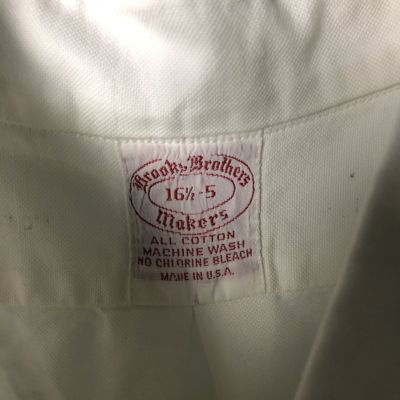 Brooks Brothers
16½-5
Makers
ALL COTTON
MACHINE WASH
NO CHLORINE BLEACH
MADE IN U.S.A.